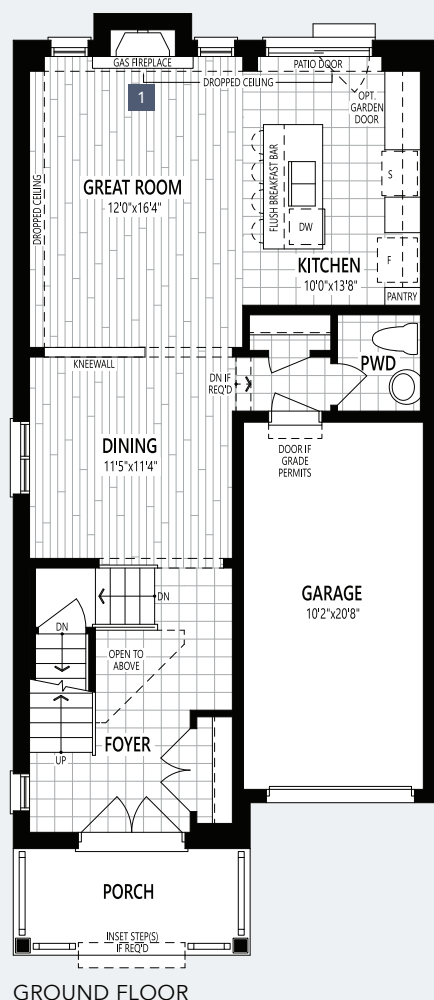 GAS FIREPLACE
PATIO DOOR
DROPPED CEILING
1
OPT.
GARDEN
DOOR
DROPPED CEILING
GREAT ROOM
12'0"x16'4"
FLUSH BREAKFAST BAR
DW
S
F
KITCHEN
10'0"x13'8"
PANTRY
KNEEWALL
DN IF
REQ'D
PWD
DINING
11'5"x11'4"
DOOR IF
GRADE
PERMITS
GARAGE
10'2"x20'8"
DN
DN
OPEN TO
ABOVE
FOYER
UP
PORCH
INSET STEP(S)
IF REQ'D
GROUND FLOOR